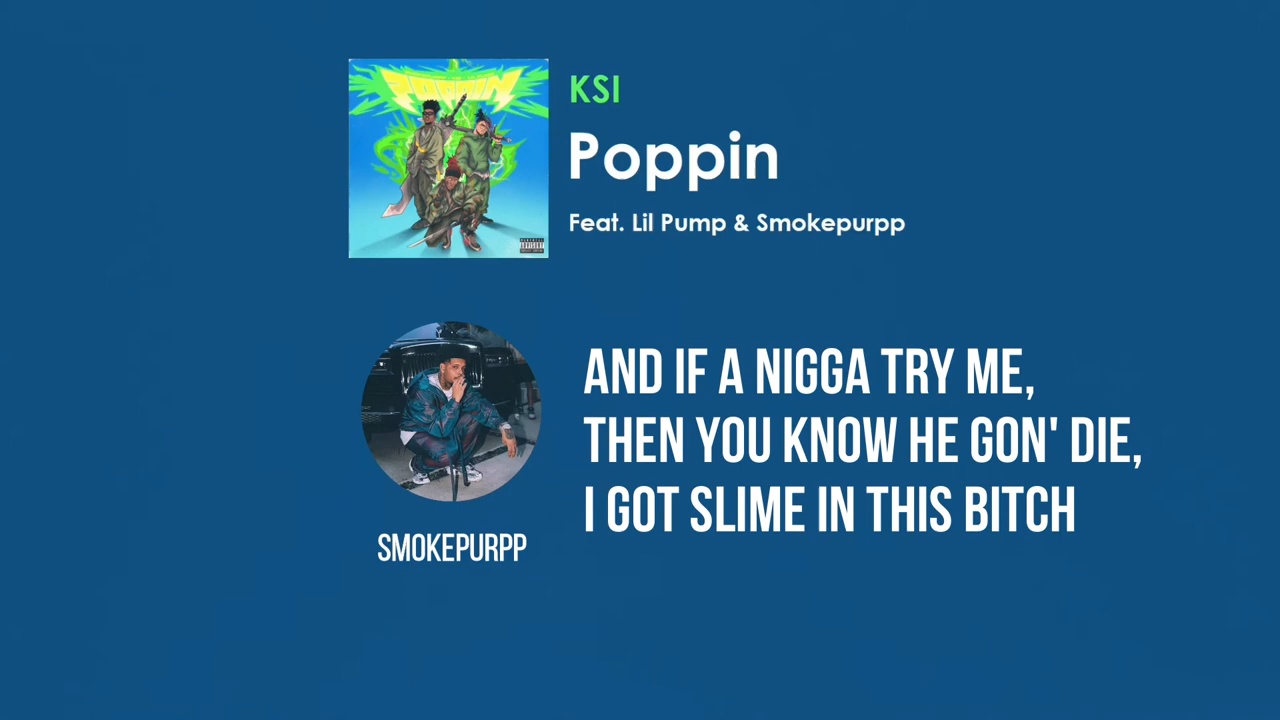 POPPIN
KSI
Poppin
Feat. Lil Pump & Smokepurpp
AND IF A NIGGA TRY ME,
THEN YOU KNOW HE GON' DIE,
I GOT SLIME IN THIS BITCH
SMOKEPURPP